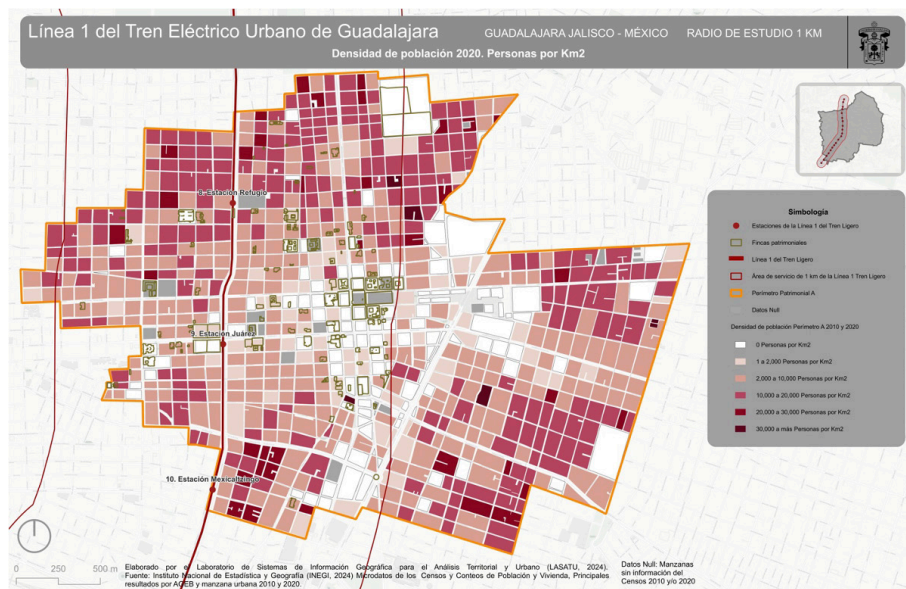 Línea 1 del Tren Eléctrico Urbano de Guadalajara
GUADALAJARA JALISCO - MÉXICO
RADIO DE ESTUDIO 1 KM
Densidad de población 2020. Personas por Km2
8. Estación Refugio
9. Estación Juárez
10. Estación Mexicaltzingo
Simbología
Estaciones de la Línea 1 del Tren Ligero
Fincas patrimoniales
Línea 1 del Tren Ligero
Área de servicio de 1 km de la Línea 1 Tren Ligero
Perímetro Patrimonial A
Datos Null
Densidad de población Perímetro A 2010 y 2020
0 Personas por Km2
1 a 2,000 Personas por Km2
2,000 a 10,000 Personas por Km2
10,000 a 20,000 Personas por Km2
20,000 a 30,000 Personas por Km2
30,000 a más Personas por Km2
0 250 500 m
Elaborado por el Laboratorio de Sistemas de Información Geográfica para el Análisis Territorial y Urbano (LASATU, 2024).
Fuente: Instituto Nacional de Estadística y Geografía (INEGI, 2024) Microdatos de los Censos y Conteos de Población y Vivienda, Principales
resultados por AGEB y manzana urbana 2010 y 2020.
Datos Null: Manzanas
sin información del
Censos 2010 y/o 2020